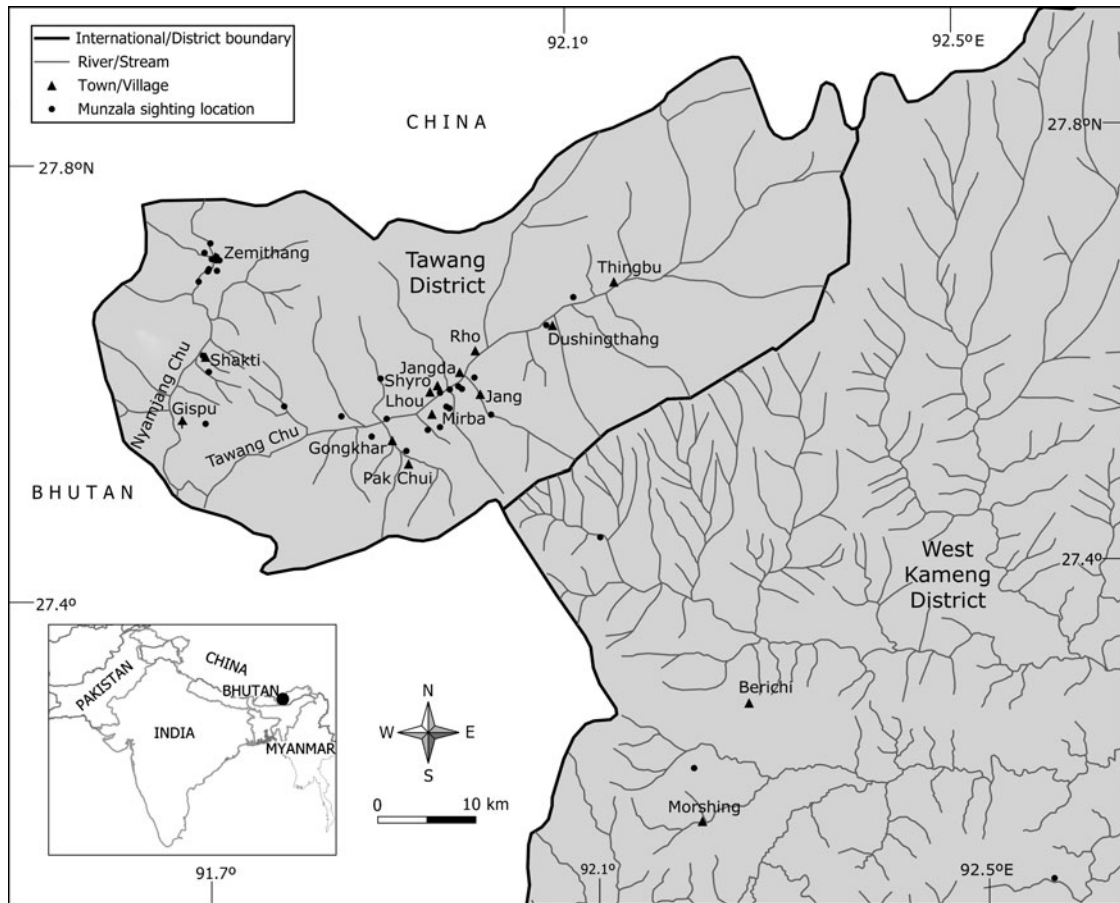 International/District boundary
River/Stream
Town/Village
Munzala sighting location
92.1º
92.5ºE
CHINA
27.8ºN
27.8ºN
Zemithang
Tawang
District
Thingbu
Rho
Dushingthang
Nyamjang Chu
Shakti
Jangda
Shyro
Lhou
Jang
Gispu
Mirba
Tawang Chu
Gongkhar
Pak Chui
BHUTAN
West
Kameng
District
27.4º
27.4º
CHINA
PAKISTAN
BHUTAN
INDIA
MYANMAR
N
W
E
S
0
10 km
Berichi
Morshing
91.7º
92.1º
92.5ºE